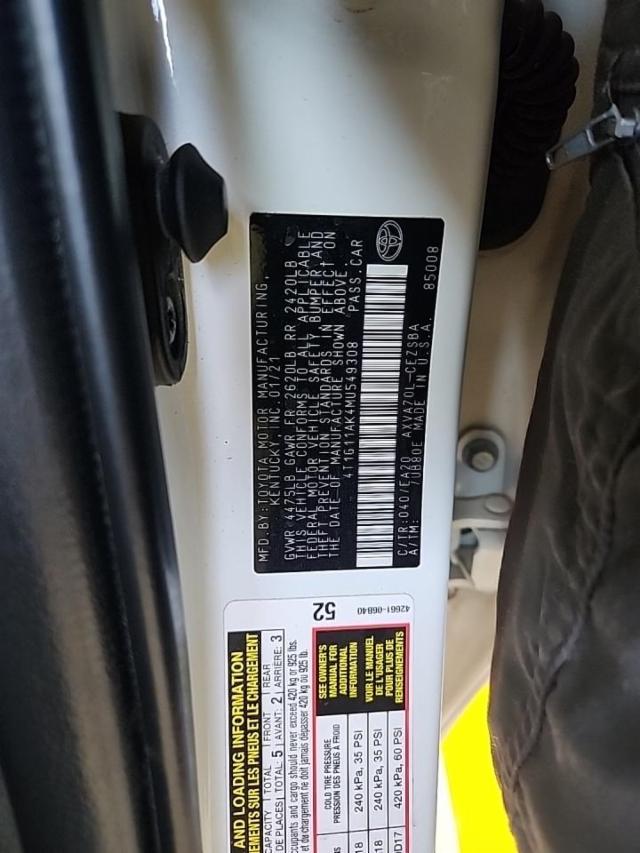 MFD.BY:TOYOTA MOTOR MANUFACTURING,
KENTUCKY, INC. 01/21
GVWR 4475LB GAWR FR 2620LB RR 2420LB
THIS VEHICLE CONFORMS TO ALL APPLICABLE
FEDERAL MOTOR VEHICLE SAFETY, BUMPER,AND
THEFT PREVENTION STANDARDS IN EFFECT ON
THE DATE OF MANUFACTURE SHOWN ABOVE.
4T1G11AK4MU549308 PASS.CAR
C/TR:040/EA20 AXVA70L-CEZSBA
A/TM: 70B80E MADE IN U.S.A. 85008
AND LOADING INFORMATION
SUR LES PNEUS ET LE CHARGEMENT
CAPACITY TOTAL: 5 FRONT : 2 REAR : 3
DE PLACES TOTAL: 5 AVANT: 2 ARRIÈRE: 3
and cargo should never exceed 420 kg or 925 lbs.
et du chargement ne doit jamais dépasser 420 kg ou 925 lb.
52
42661-06B40
COLD TIRE PRESSURE
PRESSION DES PNEUS À FROID
240 kPa, 35 PSI
240 kPa, 35 PSI
420 kPa, 60 PSI
SEE OWNER'S
MANUAL FOR
ADDITIONAL
INFORMATION
VOIR LE MANUEL
DE L'USAGER
POUR PLUS DE
RENSEIGNEMENTS